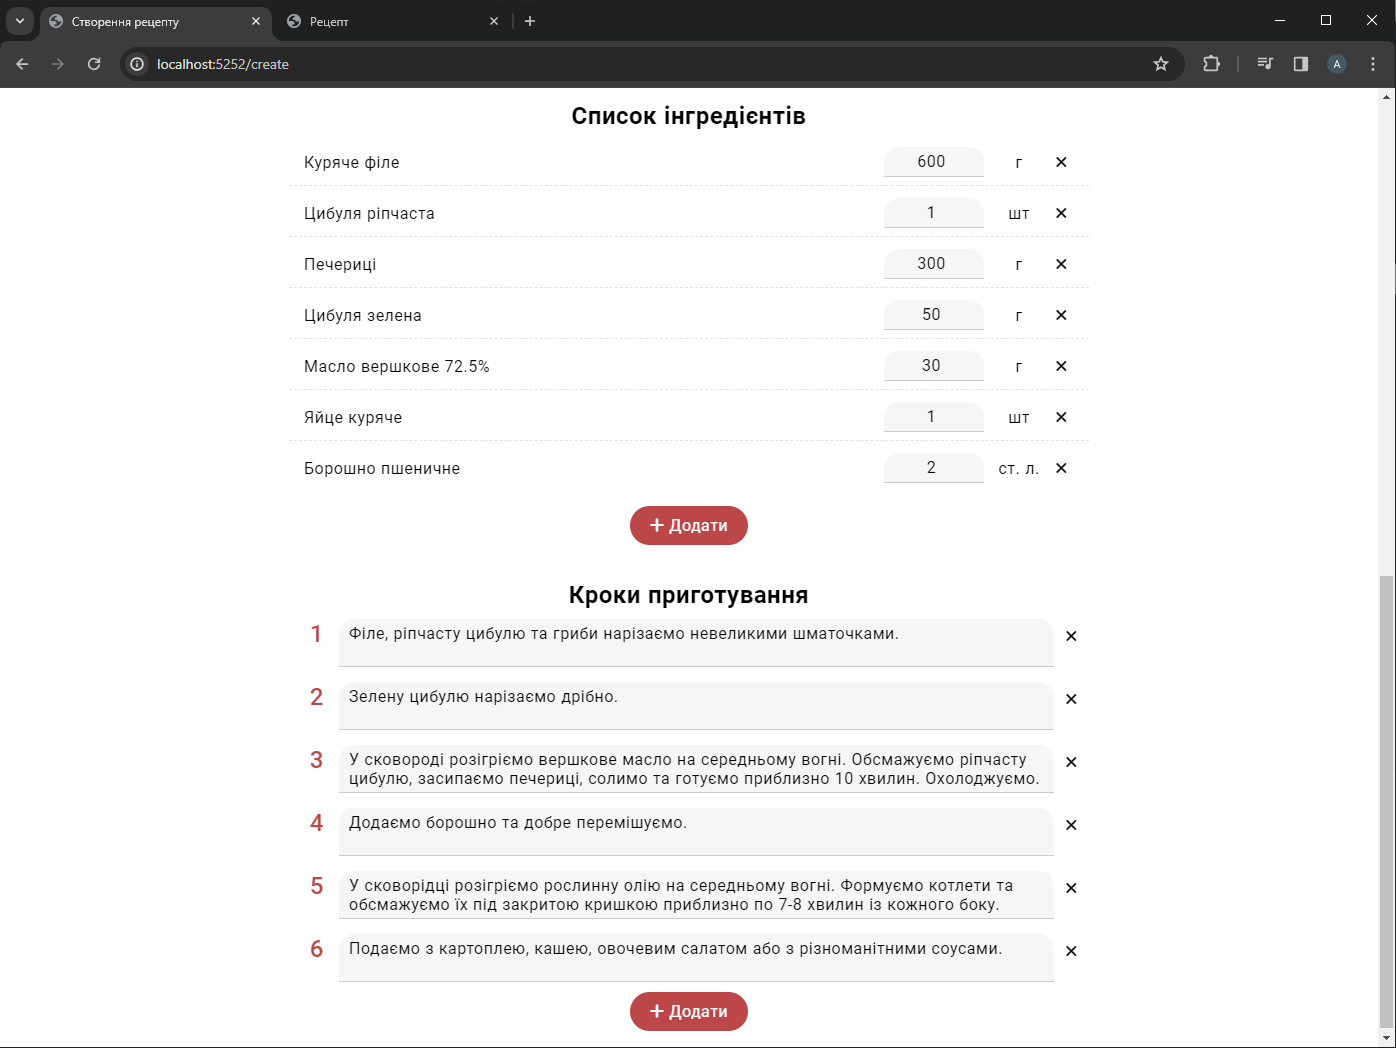 Створення рецепту
Рецепт
localhost:5252/create
A
Список інгредієнтів
Куряче філе 600 г
Цибуля ріпчаста 1 шт
Печериці 300 г
Цибуля зелена 50 г
Масло вершкове 72.5% 30 г
Яйце куряче 1 шт
Борошно пшеничне 2 ст. л.
+ Додати
Кроки приготування
1 Філе, ріпчасту цибулю та гриби нарізаємо невеликими шматочками.
2 Зелену цибулю нарізаємо дрібно.
3 У сковороді розігріємо вершкове масло на середньому вогні. Обсмажуємо ріпчасту
цибулю, засипаємо печериці, солимо та готуємо приблизно 10 хвилин. Охолоджуємо.
4 Додаємо борошно та добре перемішуємо.
5 У сковорідці розігріємо рослинну олію на середньому вогні. Формуємо котлети та
обсмажуємо їх під закритою кришкою приблизно по 7-8 хвилин із кожного боку.
6 Подаємо з картоплею, кашею, овочевим салатом або з різноманітними соусами.
+ Додати